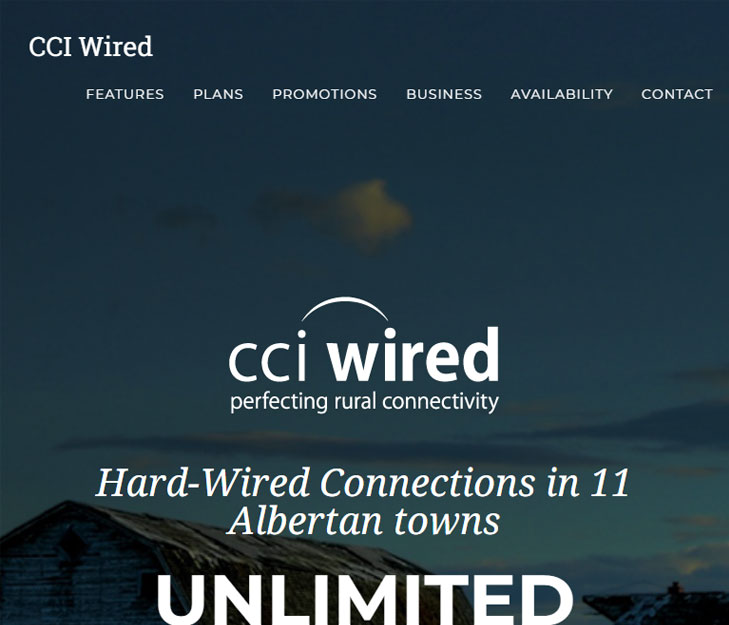 CCI Wired
FEATURES PLANS PROMOTIONS BUSINESS AVAILABILITY CONTACT
cci wired
perfecting rural connectivity
Hard-Wired Connections in 11
Albertan towns
UNLIMITED